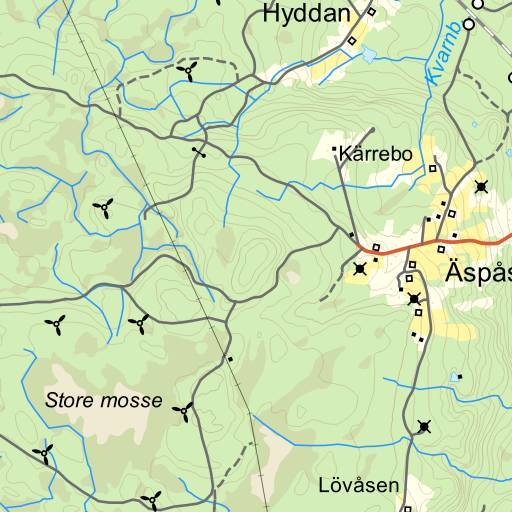 Hyddan
Kvarnb
Kärrebo
Äspås
Store mosse
Lövåsen